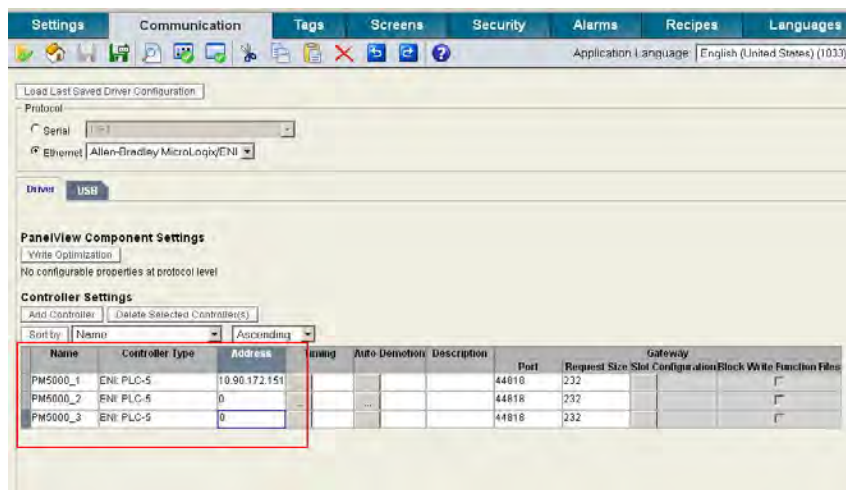 Settings Communication Tags Screens Security Alarms Recipes Languages
Application Language: English (United States) (1033)
Load Last Saved Driver Configuration
Protocol
Serial
Ethernet Allen-Bradley MicroLogix/ENI
Driver USB
PanelView Component Settings
Write Optimization
No configurable properties at protocol level
Controller Settings
Add Controller Delete Selected Controller(s)
Sort by Name Ascending
Gateway
Name Controller Type Address Timing Auto Demotion Description Port Request Size Slot Configuration Block Write Function Files
PM5000_1 ENI: PLC-5 10.90.172.151 44818 232
PM5000_2 ENI: PLC-5 0 ... ... 44818 232
PM5000_3 ENI: PLC-5 0 44818 232